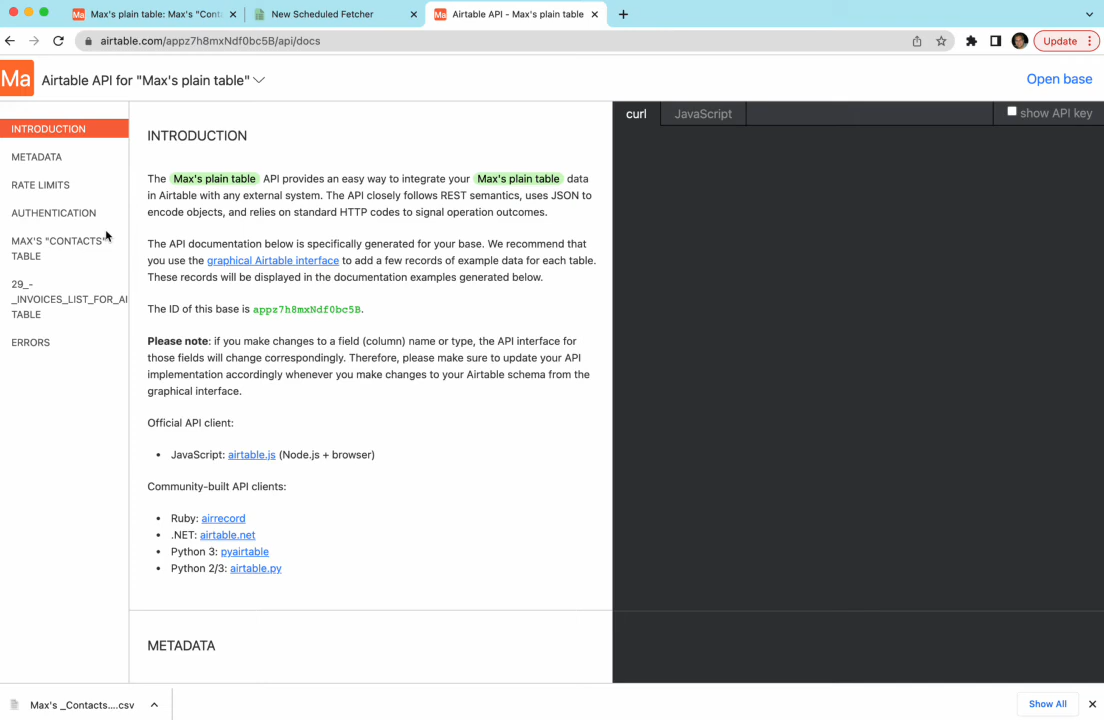 Max's plain table: Max's "Cont
New Scheduled Fetcher
Airtable API - Max's plain table
airtable.com/appz7h8mxNdf0bc5B/api/docs
Update
Ma
Airtable API for "Max's plain table"
Open base
INTRODUCTION
METADATA
RATE LIMITS
AUTHENTICATION
MAX'S "CONTACTS"
TABLE
29_-
_INVOICES_LIST_FOR_AI
TABLE
ERRORS
INTRODUCTION
The Max's plain table API provides an easy way to integrate your Max's plain table data
in Airtable with any external system. The API closely follows REST semantics, uses JSON to
encode objects, and relies on standard HTTP codes to signal operation outcomes.
The API documentation below is specifically generated for your base. We recommend that
you use the graphical Airtable interface to add a few records of example data for each table.
These records will be displayed in the documentation examples generated below.
The ID of this base is appz7h8mxNdf0bc5B.
Please note: if you make changes to a field (column) name or type, the API interface for
those fields will change correspondingly. Therefore, please make sure to update your API
implementation accordingly whenever you make changes to your Airtable schema from the
graphical interface.
Official API client:
• JavaScript: airtable.js (Node.js + browser)
Community-built API clients:
• Ruby: airrecord
• .NET: airtable.net
• Python 3: pyairtable
• Python 2/3: airtable.py
METADATA
curl
JavaScript
show API key
Max's _Contacts....csv
Show All